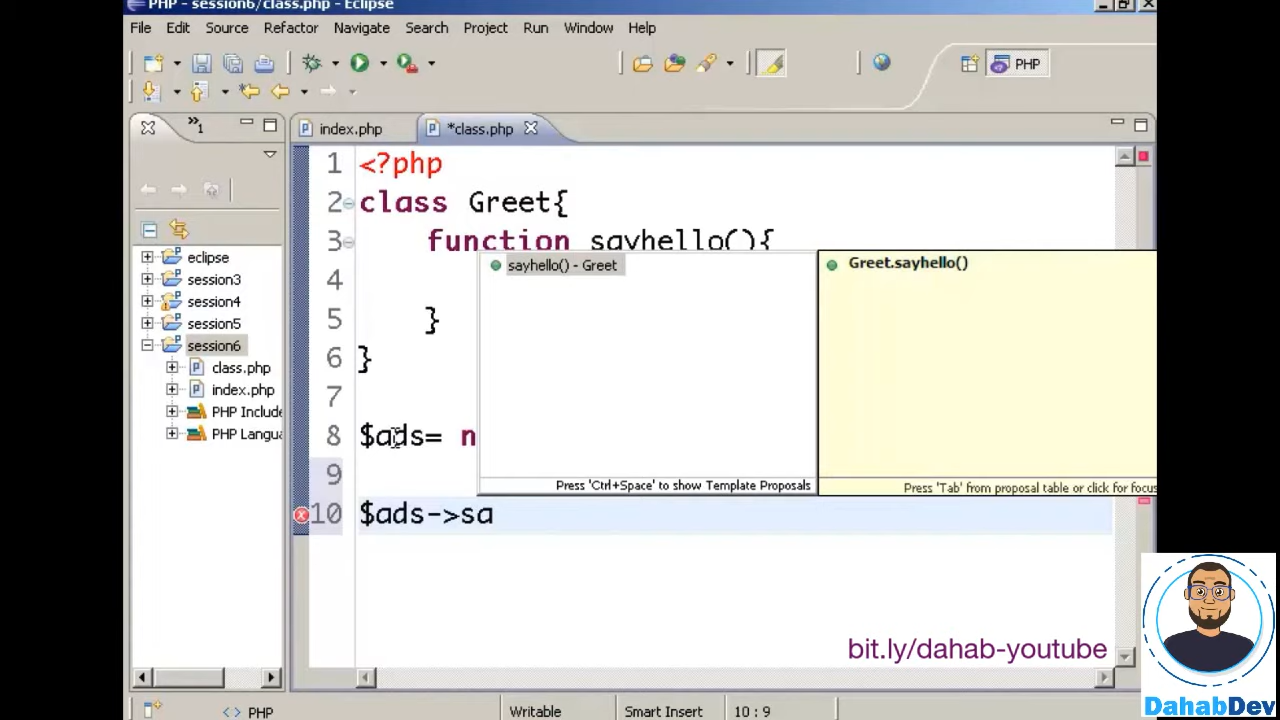 PHP - session6/class.php - Eclipse
File Edit Source Refactor Navigate Search Project Run Window Help
PHP
1
index.php *class.php
1 <?php
2 class Greet{
3 function sayhello(){
4
5 }
6 }
7
8 $ads= n
9
10 $ads->sa
sayhello() - Greet
Press 'Ctrl+Space' to show Template Proposals
Greet.sayhello()
Press 'Tab' from proposal table or click for focus
eclipse
session3
session4
session5
session6
class.php
index.php
PHP Include
PHP Langua
bit.ly/dahab-youtube
DahabDev
PHP Writable Smart Insert 10 : 9